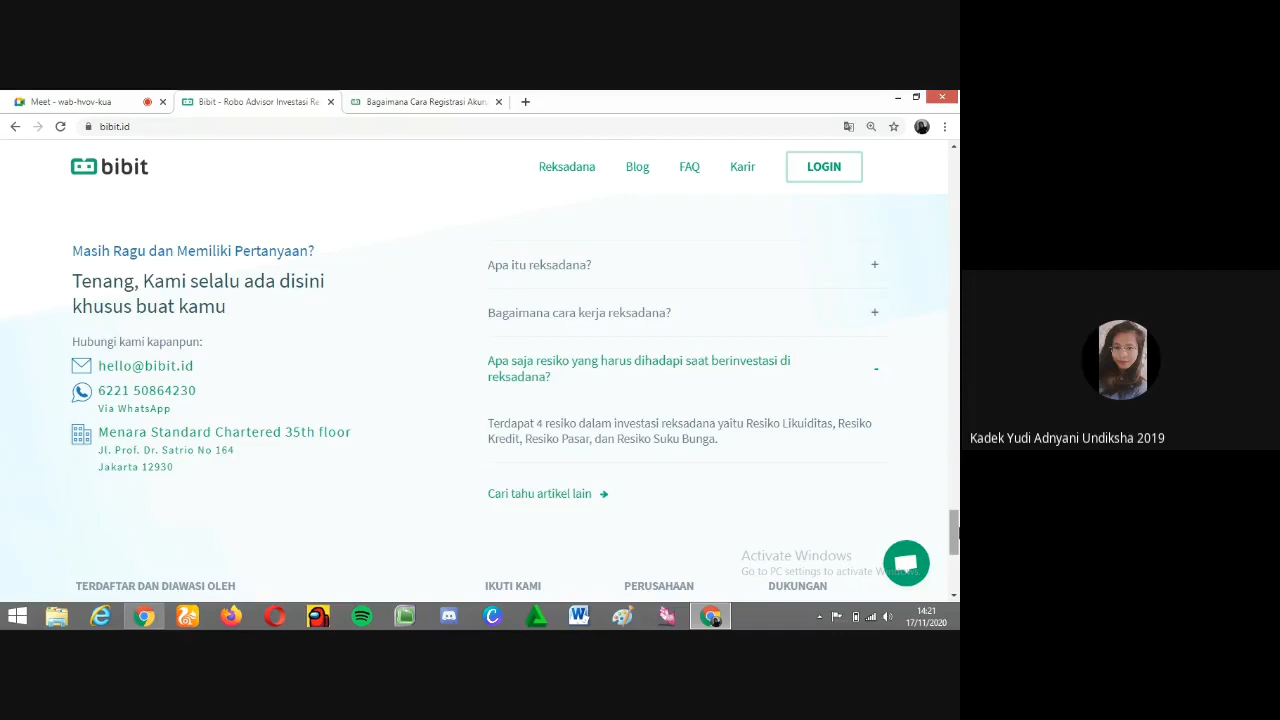 Meet - wab-hvov-kua
Bibit - Robo Advisor Investasi Re
Bagaimana Cara Registrasi Akun
bibit.id
bibit
Reksadana
Blog
FAQ
Karir
LOGIN
Masih Ragu dan Memiliki Pertanyaan?
Tenang, Kami selalu ada disini
khusus buat kamu
Hubungi kami kapanpun:
hello@bibit.id
6221 50864230
Via WhatsApp
Menara Standard Chartered 35th floor
Jl. Prof. Dr. Satrio No 164
Jakarta 12930
Apa itu reksadana?
+
Bagaimana cara kerja reksadana?
+
Apa saja resiko yang harus dihadapi saat berinvestasi di
reksadana?
-
Terdapat 4 resiko dalam investasi reksadana yaitu Resiko Likuiditas, Resiko
Kredit, Resiko Pasar, dan Resiko Suku Bunga.
Cari tahu artikel lain
Activate Windows
Go to PC settings to activate Windows.
TERDAFTAR DAN DIAWASI OLEH
IKUTI KAMI
PERUSAHAAN
DUKUNGAN
14:21
17/11/2020
Kadek Yudi Adnyani Undiksha 2019